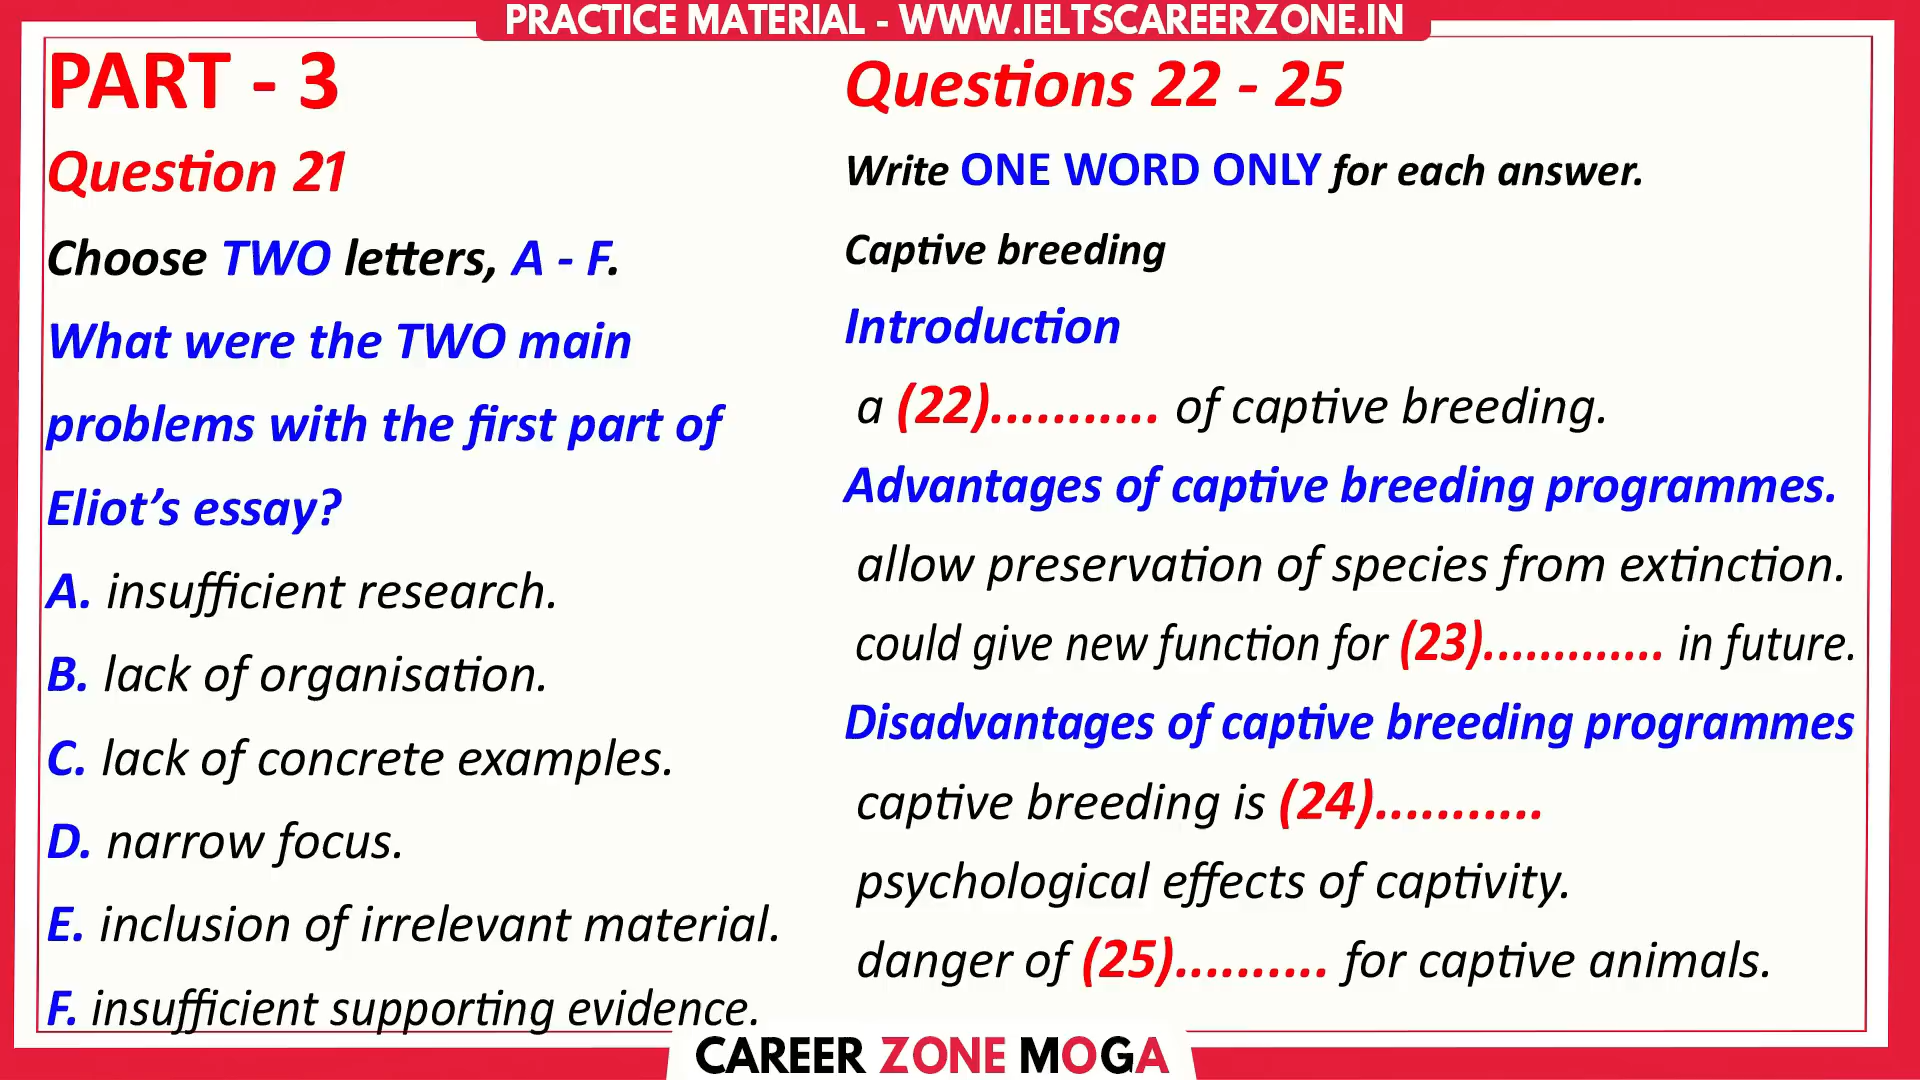 PRACTICE MATERIAL - WWW.IELTSCAREERZONE.IN
PART - 3
Question 21
Choose TWO letters, A - F.
What were the TWO main
problems with the first part of
Eliot’s essay?
A. insufficient research.
B. lack of organisation.
C. lack of concrete examples.
D. narrow focus.
E. inclusion of irrelevant material.
F. insufficient supporting evidence.
Questions 22 - 25
Write ONE WORD ONLY for each answer.
Captive breeding
Introduction
a (22)........... of captive breeding.
Advantages of captive breeding programmes.
allow preservation of species from extinction.
could give new function for (23)............. in future.
Disadvantages of captive breeding programmes
captive breeding is (24)...........
psychological effects of captivity.
danger of (25).......... for captive animals.
CAREER ZONE MOGA